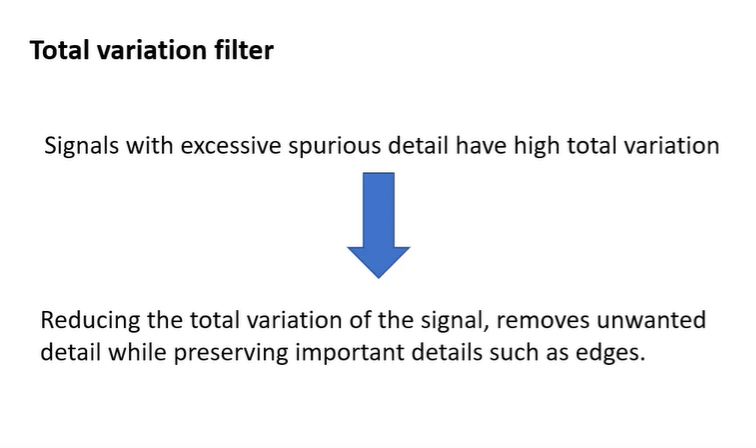 Total variation filter
Signals with excessive spurious detail have high total variation
Reducing the total variation of the signal, removes unwanted
detail while preserving important details such as edges.